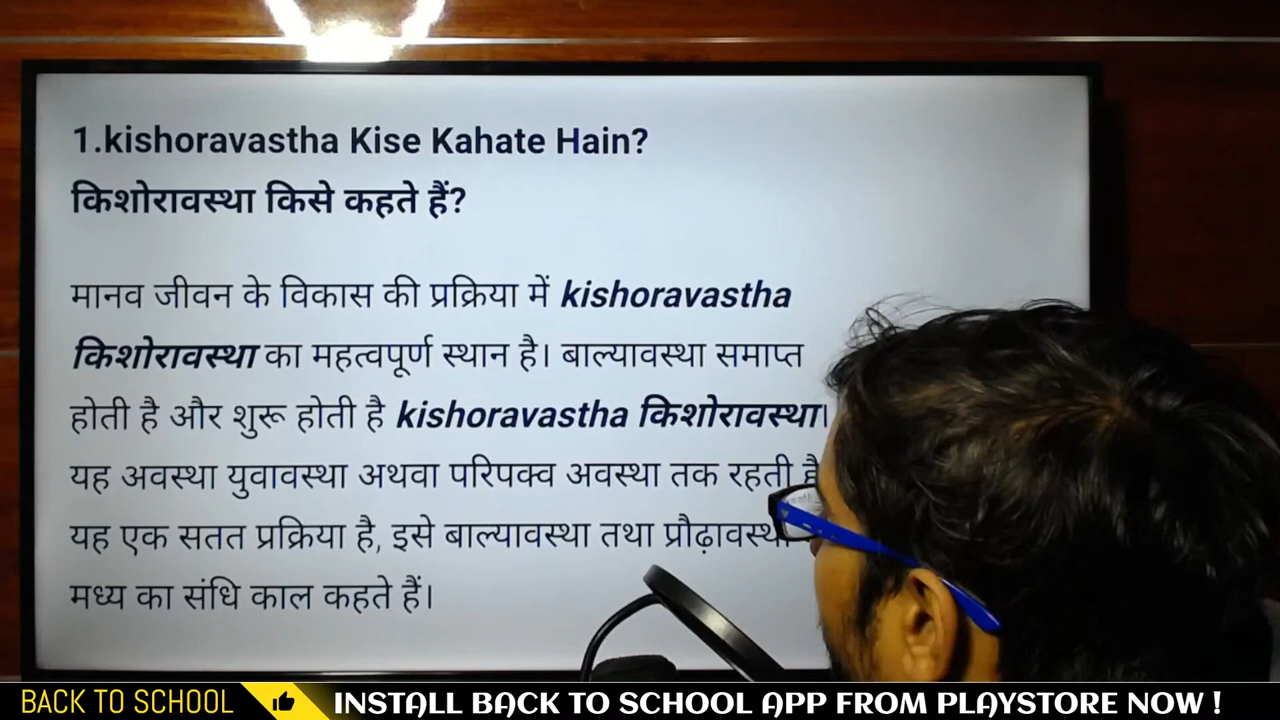 1.kishoravastha Kise Kahate Hain?
किशोरावस्था किसे कहते हैं?
मानव जीवन के विकास की प्रक्रिया में kishoravastha
किशोरावस्था का महत्वपूर्ण स्थान है। बाल्यावस्था समाप्त
होती है और शुरू होती है kishoravastha किशोरावस्था।
यह अवस्था युवावस्था अथवा परिपक्व अवस्था तक रहती है
यह एक सतत प्रक्रिया है, इसे बाल्यावस्था तथा प्रौढ़ावस्था
मध्य का संधि काल कहते हैं।
BACK TO SCHOOL INSTALL BACK TO SCHOOL APP FROM PLAYSTORE NOW !